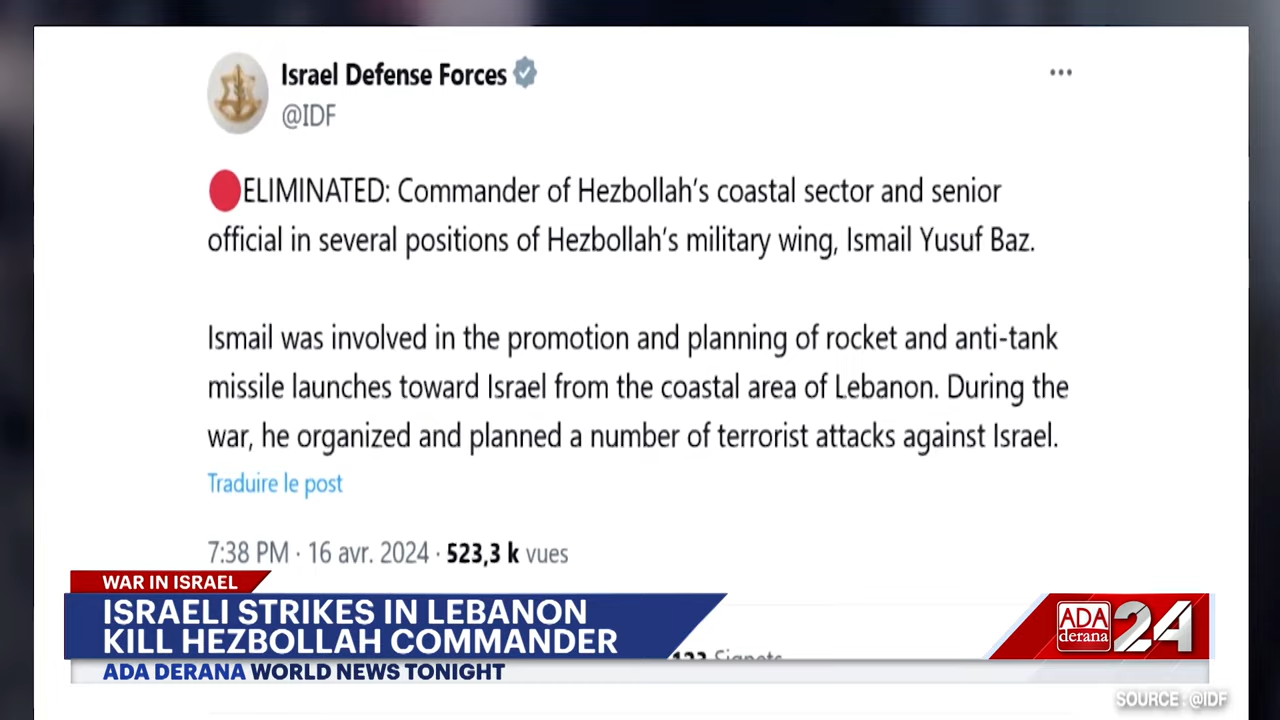 Israel Defense Forces
@IDF
ELIMINATED: Commander of Hezbollah's coastal sector and senior
official in several positions of Hezbollah's military wing, Ismail Yusuf Baz.
Ismail was involved in the promotion and planning of rocket and anti-tank
missile launches toward Israel from the coastal area of Lebanon. During the
war, he organized and planned a number of terrorist attacks against Israel.
Traduire le post
7:38 PM · 16 avr. 2024 · 523,3 k vues
WAR IN ISRAEL
ISRAELI STRIKES IN LEBANON
KILL HEZBOLLAH COMMANDER
ADA DERANA WORLD NEWS TONIGHT
ADA
derana
24
SOURCE : @IDF